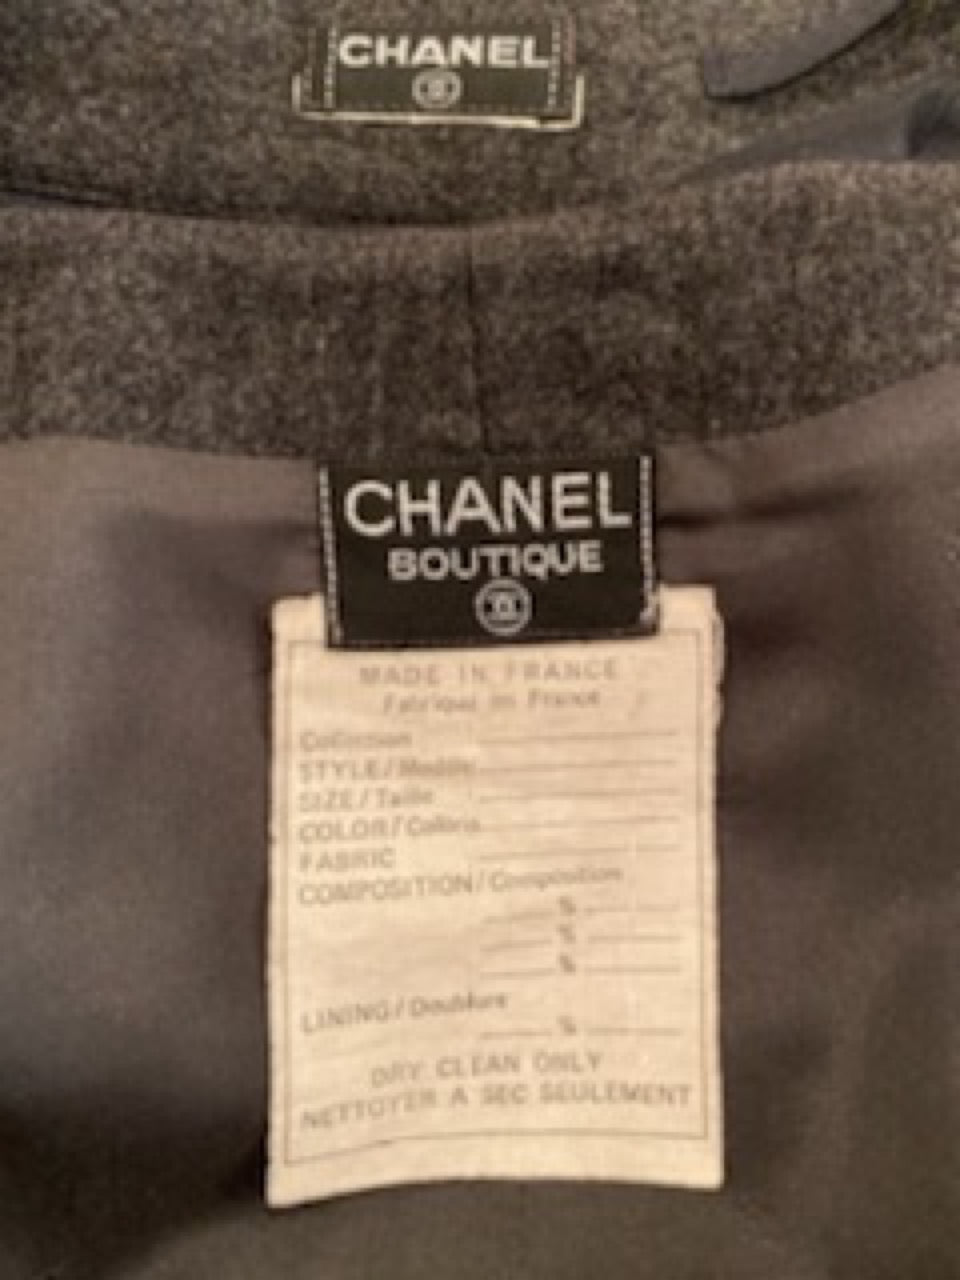 CHANEL
CHANEL
BOUTIQUE
MADE IN FRANCE
Fabriqué en France
Collection
STYLE/Modèle
SIZE/Taille
COLOR/Coloris
FABRIC
COMPOSITION/Composition
%
%
%
LINING/Doublure
%
DRY CLEAN ONLY
NETTOYER A SEC SEULEMENT